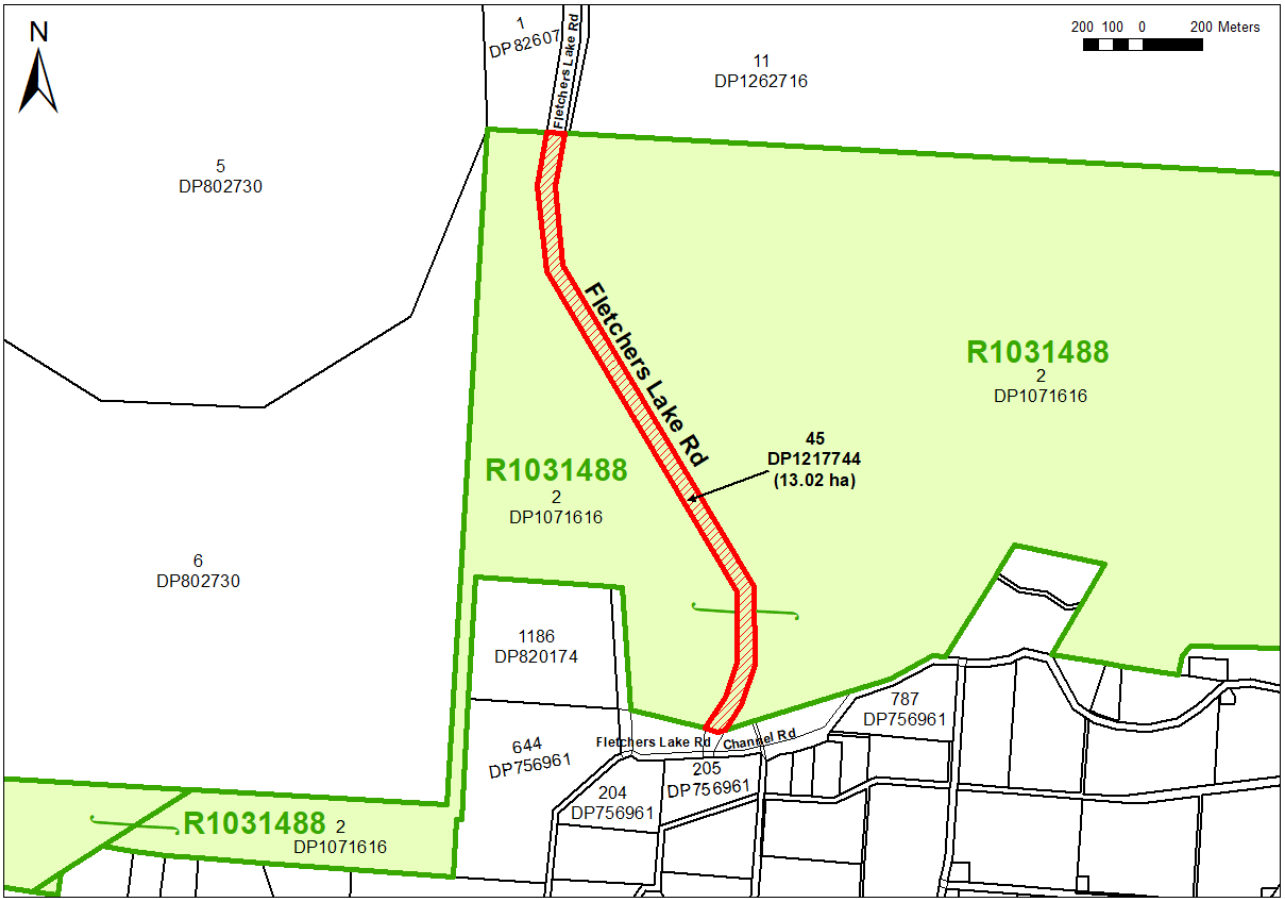 N
1
DP82607
Fletchers Lake Rd
11
DP1262716
200 100 0 200 Meters
5
DP802730
Fletchers Lake Rd
R1031488
2
DP1071616
45
DP1217744
(13.02 ha)
R1031488
2
DP1071616
6
DP802730
1186
DP820174
787
DP756961
644
DP756961
Fletchers Lake Rd
Channel Rd
205
DP756961
204
DP756961
R1031488 2
DP1071616